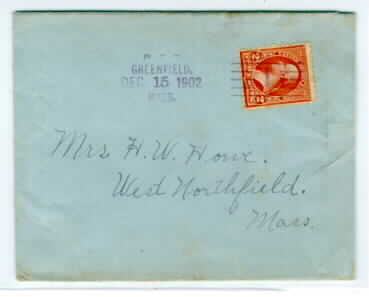 GREENFIELD,
DEC 15 1902
MASS.
Mrs H. W. Howe.
West Northfield.
Mass.